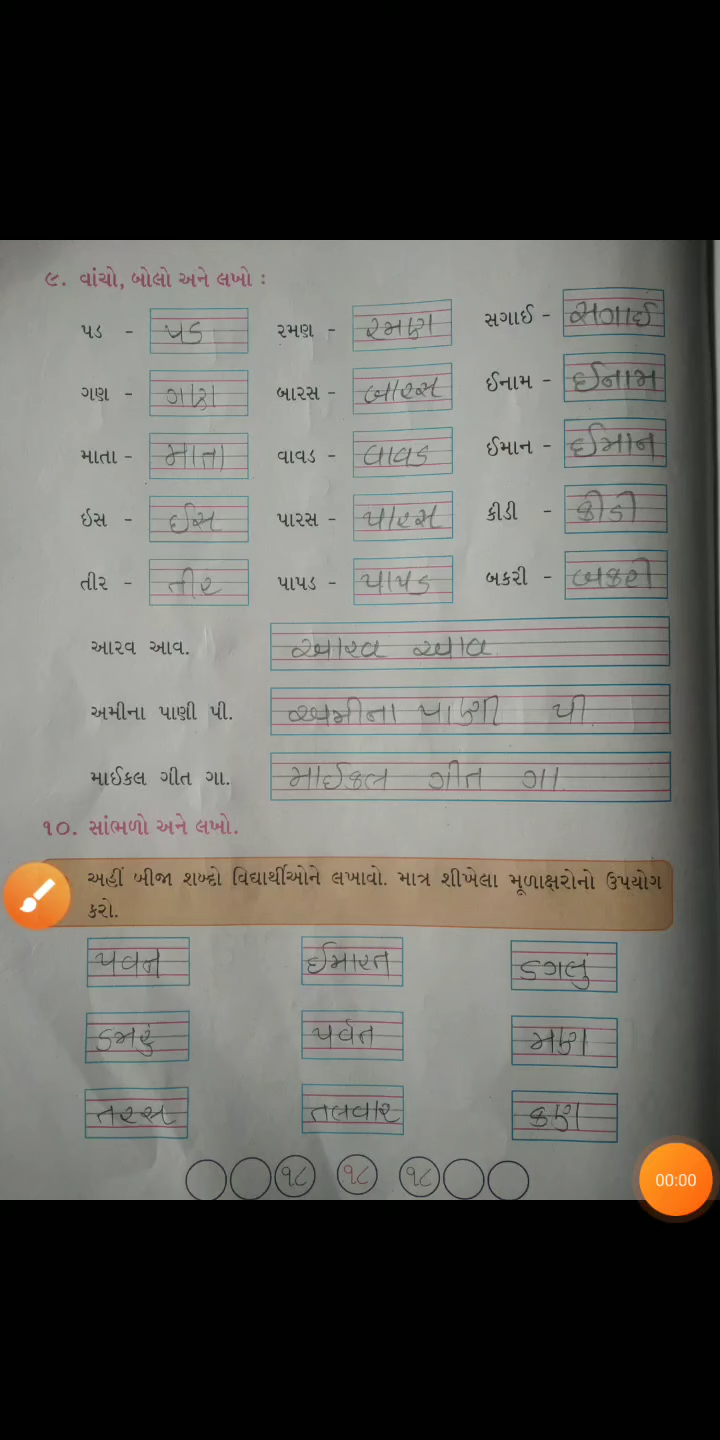 ૯. વાંચો, બોલો અને લખો :
પડ - પડ રમણ - રમણ સગાઈ - સગાઈ
ગણ - ગણ બારસ - બારસ ઈનામ - ઈનામ
માતા - માતા વાવડ - વાવડ ઈમાન - ઈમાન
ઇસ - ઈસ પારસ - પારસ કીડી - કીડી
તીર - તીર પાપડ - પાપડ બકરી - બકરી
આરવ આવ. આરવ આવ.
અમીના પાણી પી. અમીના પાણી પી.
માઈકલ ગીત ગા. માઈકલ ગીત ગા.
૧૦. સાંભળો અને લખો.
અહીં બીજા શબ્દો વિદ્યાર્થીઓને લખાવો. માત્ર શીખેલા મૂળાક્ષરોનો ઉપયોગ
કરો.
પવન ઈમારત ડગલું
ડમરું પર્વત મણ
તરસ તલવાર કણ
૧૮ ૧૮ ૧૮
00:00